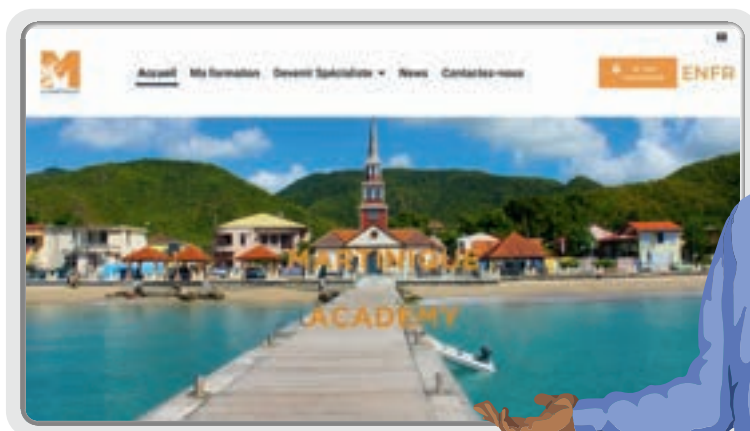 M
Accueil Ma formation Devenir Spécialiste News Contactez-nous
ENFR
MARTINIQUE
ACADEMY